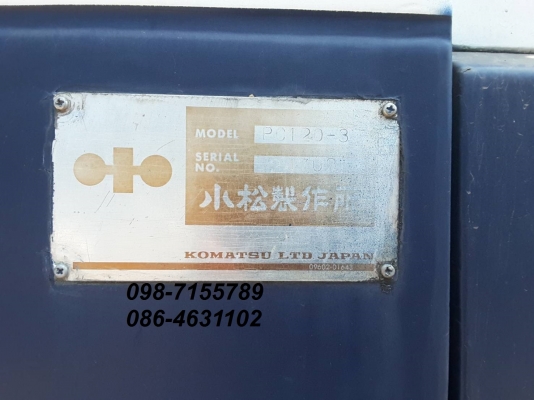 MODEL PC120-3
SERIAL
NO.
小松製作所
KOMATSU LTD JAPAN
098-7155789
086-4631102